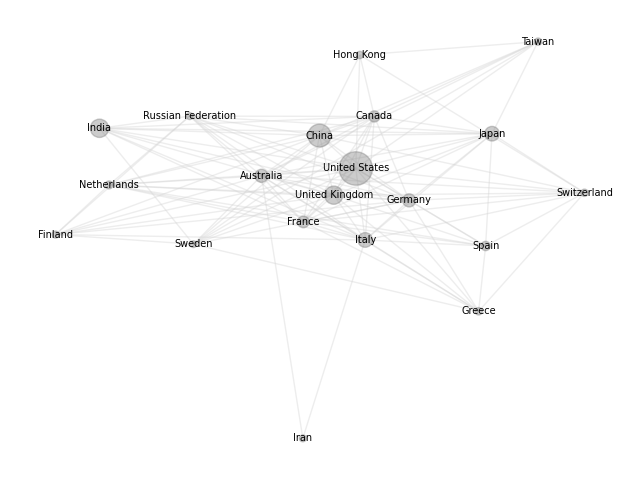 Taiwan
Hong Kong
Russian Federation
Canada
India
China
Japan
United States
Australia
Netherlands
United Kingdom
Switzerland
Germany
France
Finland
Sweden
Italy
Spain
Greece
Iran